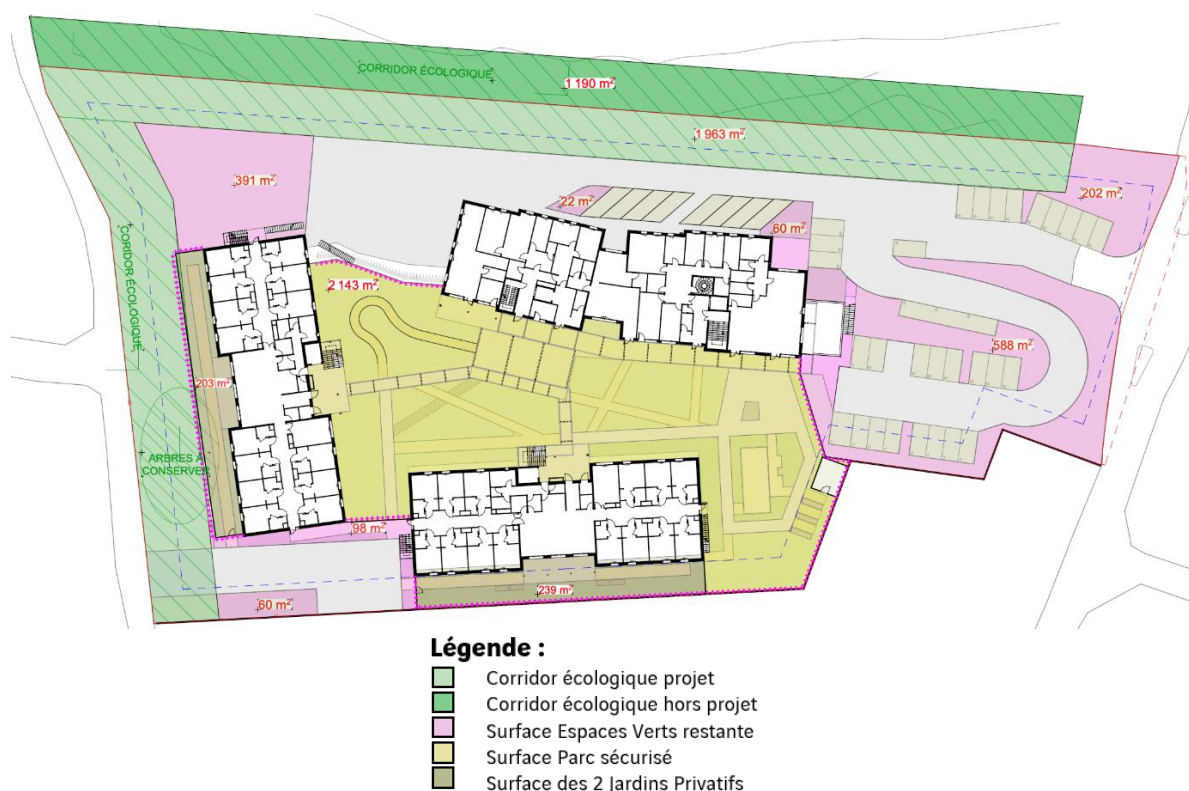 CORRIDOR ÉCOLOGIQUE
1 190 m²
1 963 m²
391 m²
22 m²
202 m²
60 m²
CORIDOR ÉCOLOGIQUE
2 143 m²
588 m²
203 m²
ARBRES À
CONSERVER
98 m²
239 m²
60 m²
Légende :
Corridor écologique projet
Corridor écologique hors projet
Surface Espaces Verts restante
Surface Parc sécurisé
Surface des 2 Jardins Privatifs